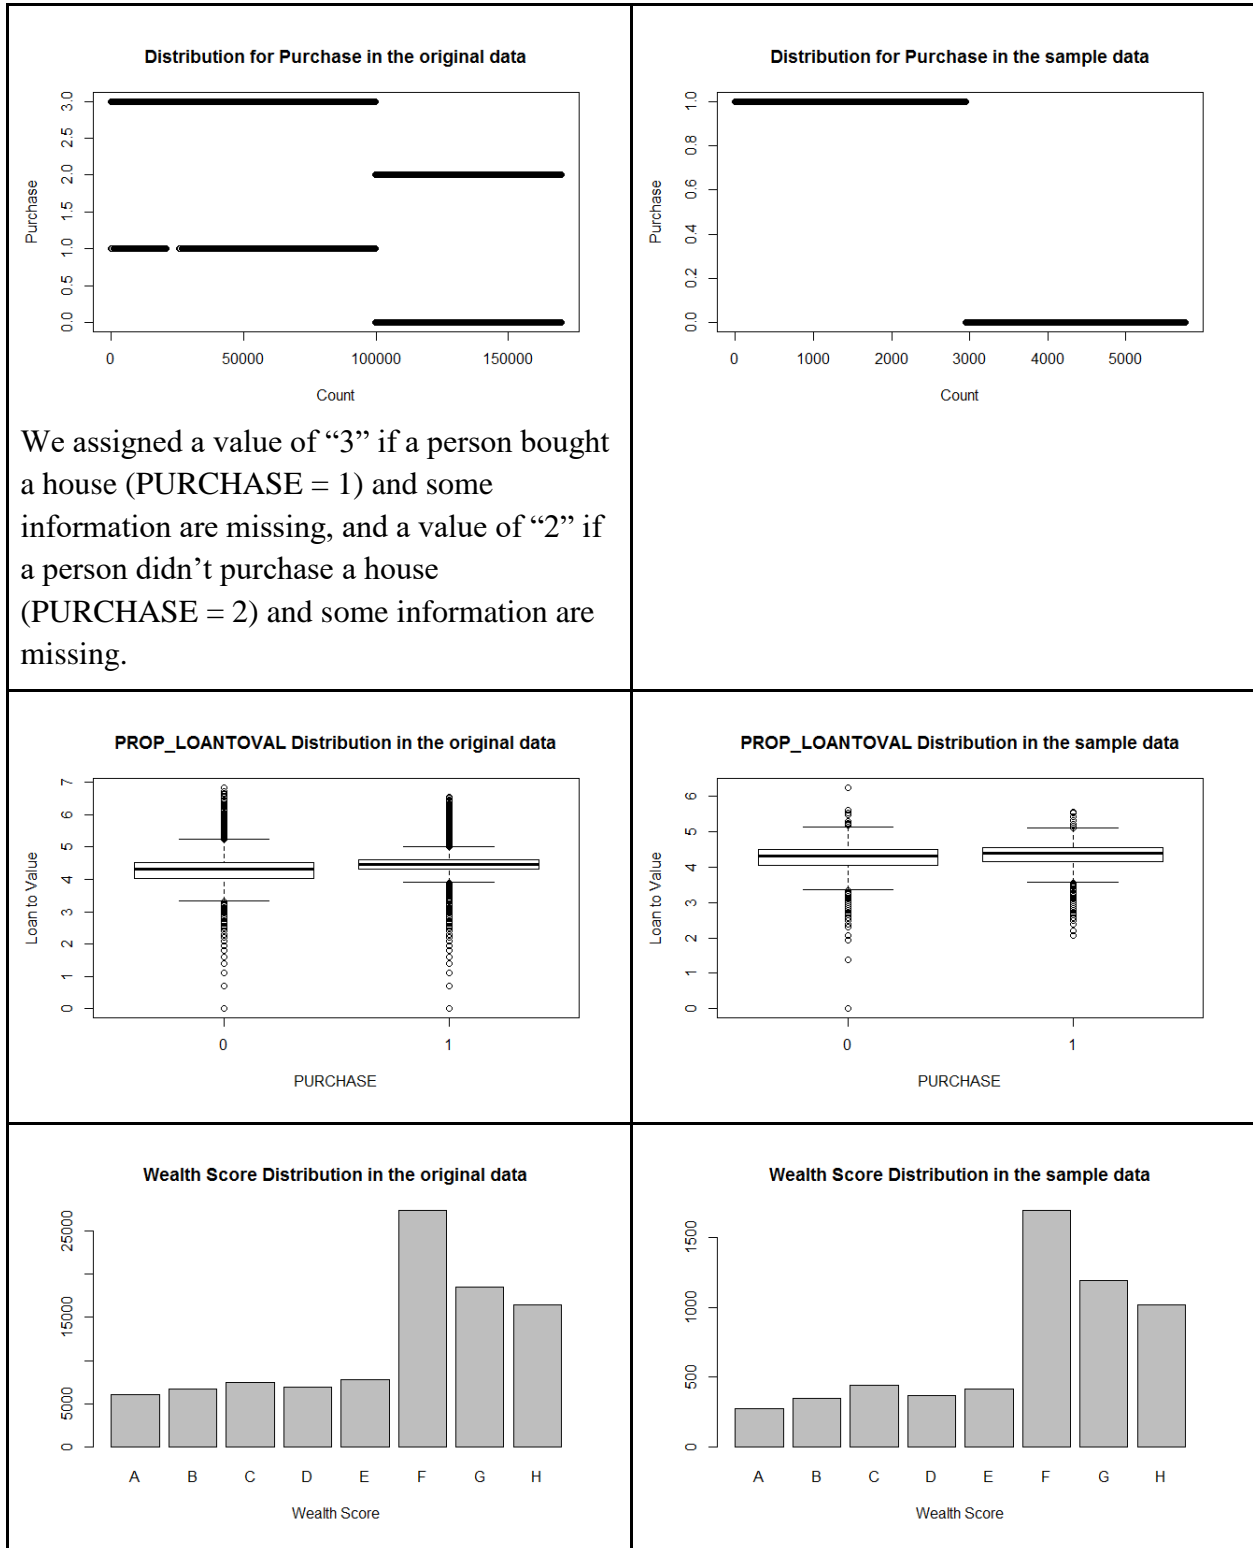 Distribution for Purchase in the original data
3.0
2.5
2.0
1.5
1.0
0.5
0.0
Purchase
0 50000 100000 150000
Count
We assigned a value of “3” if a person bought
a house (PURCHASE = 1) and some
information are missing, and a value of “2” if
a person didn’t purchase a house
(PURCHASE = 2) and some information are
missing.
Distribution for Purchase in the sample data
1.0
0.8
0.6
0.4
0.2
0.0
Purchase
0 1000 2000 3000 4000 5000
Count
PROP_LOANTOVAL Distribution in the original data
7
6
5
4
3
2
1
0
Loan to Value
0 1
PURCHASE
PROP_LOANTOVAL Distribution in the sample data
6
5
4
3
2
1
0
Loan to Value
0 1
PURCHASE
Wealth Score Distribution in the original data
25000
15000
5000
0
A B C D E F G H
Wealth Score
Wealth Score Distribution in the sample data
1500
1000
500
0
A B C D E F G H
Wealth Score